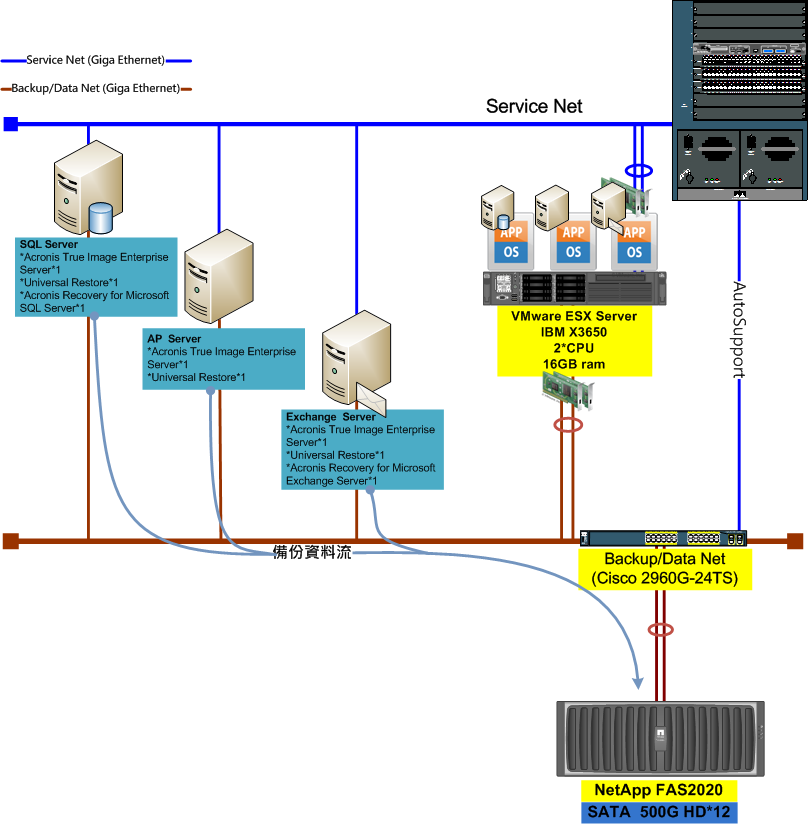 Service Net (Giga Ethernet)
Backup/Data Net (Giga Ethernet)
Service Net
SQL Server
*Acronis True Image Enterprise
Server*1
*Universal Restore*1
*Acronis Recovery for Microsoft
SQL Server*1
AP  Server
*Acronis True Image Enterprise
Server*1
*Universal Restore*1
Exchange  Server
*Acronis True Image Enterprise
Server*1
*Universal Restore*1
*Acronis Recovery for Microsoft
Exchange Server*1
APP
OS
APP
OS
APP
OS
VMware ESX Server
IBM X3650
2*CPU
16GB ram
AutoSupport
備份資料流
Backup/Data Net
(Cisco 2960G-24TS)
NetApp FAS2020
SATA  500G HD*12